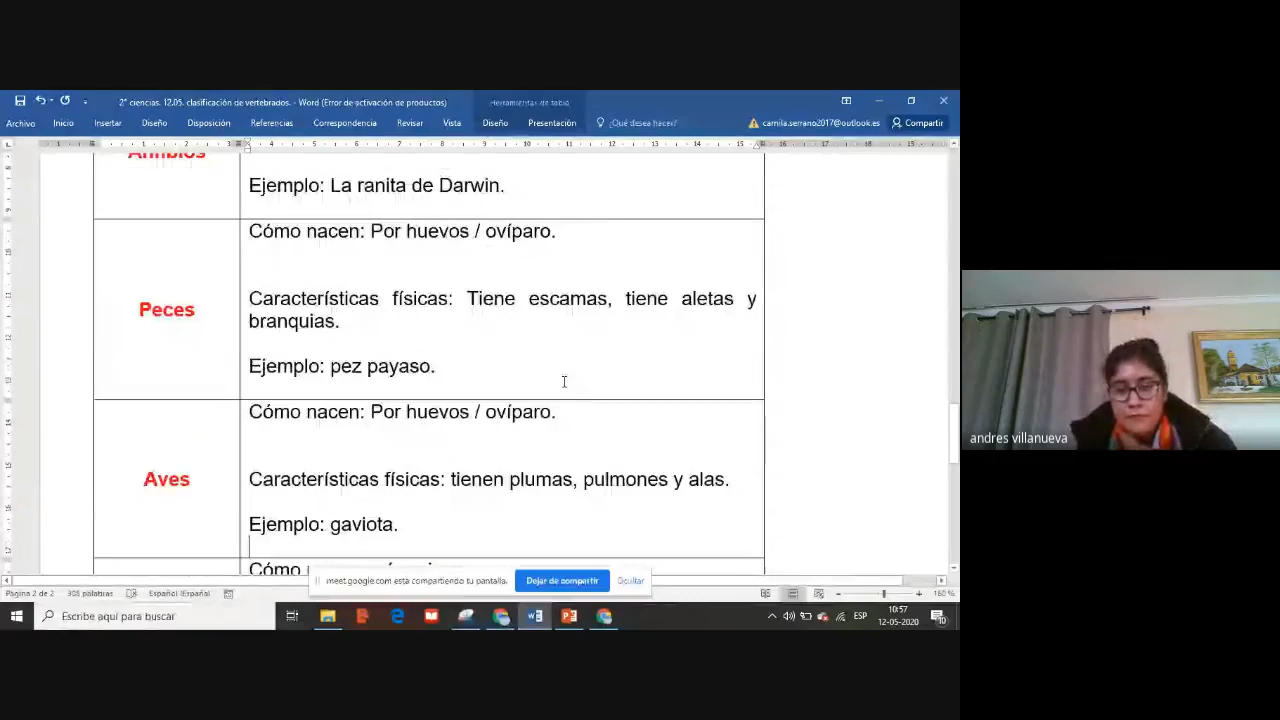 2° ciencias. 12.05. clasificación de vertebrados. - Word (Error de activación de productos)
Herramientas de tabla
Archivo Inicio Insertar Diseño Disposición Referencias Correspondencia Revisar Vista Diseño Presentación ¿Qué desea hacer? camila.serrano2017@outlook.es Compartir
Anfibios
Ejemplo: La ranita de Darwin.
Cómo nacen: Por huevos / ovíparo.
Características físicas: Tiene escamas, tiene aletas y
branquias.
Peces
Ejemplo: pez payaso.
Cómo nacen: Por huevos / ovíparo.
Características físicas: tienen plumas, pulmones y alas.
Aves
Ejemplo: gaviota.
Cómo
meet.google.com está compartiendo tu pantalla. Dejar de compartir Ocultar
Página 2 de 2 Español (España) 160 %
Escribe aquí para buscar
ESP
10:57
12-05-2020
10
andres villanueva